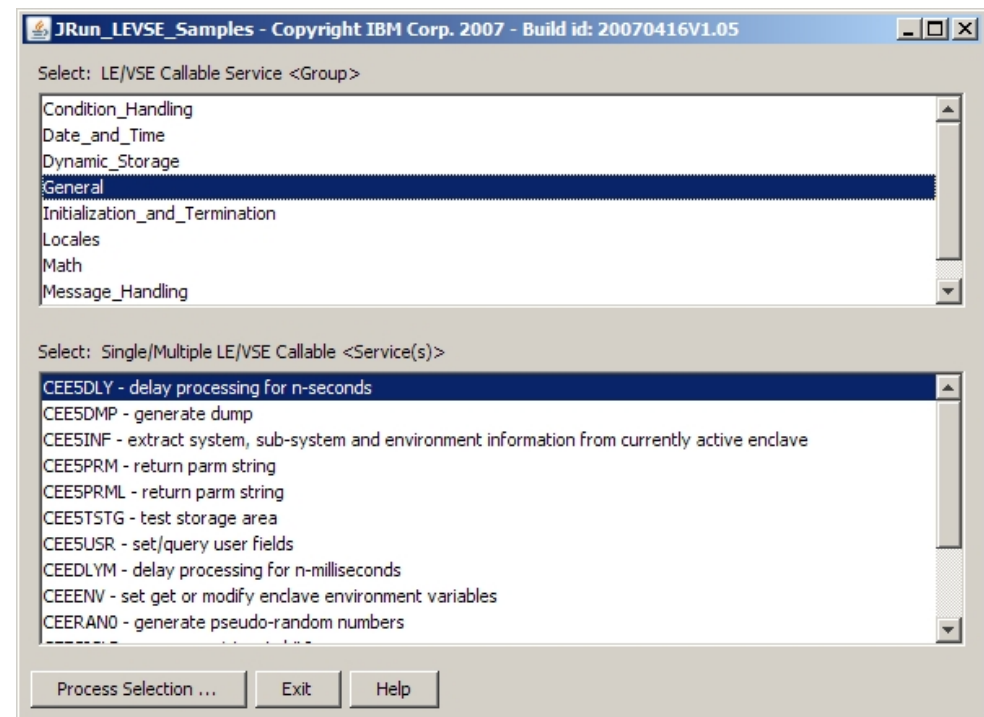 JRun_LEVSE_Samples - Copyright IBM Corp. 2007 - Build id: 20070416V1.05
Select: LE/VSE Callable Service <Group>
Condition_Handling
Date_and_Time
Dynamic_Storage
General
Initialization_and_Termination
Locales
Math
Message_Handling
Select: Single/Multiple LE/VSE Callable <Service(s)>
CEE5DLY - delay processing for n-seconds
CEE5DMP - generate dump
CEE5INF - extract system, sub-system and environment information from currently active enclave
CEE5PRM - return parm string
CEE5PRML - return parm string
CEE5TSTG - test storage area
CEE5USR - set/query user fields
CEEDLYM - delay processing for n-milliseconds
CEEENV - set get or modify enclave environment variables
CEERAN0 - generate pseudo-random numbers
Process Selection ... Exit Help